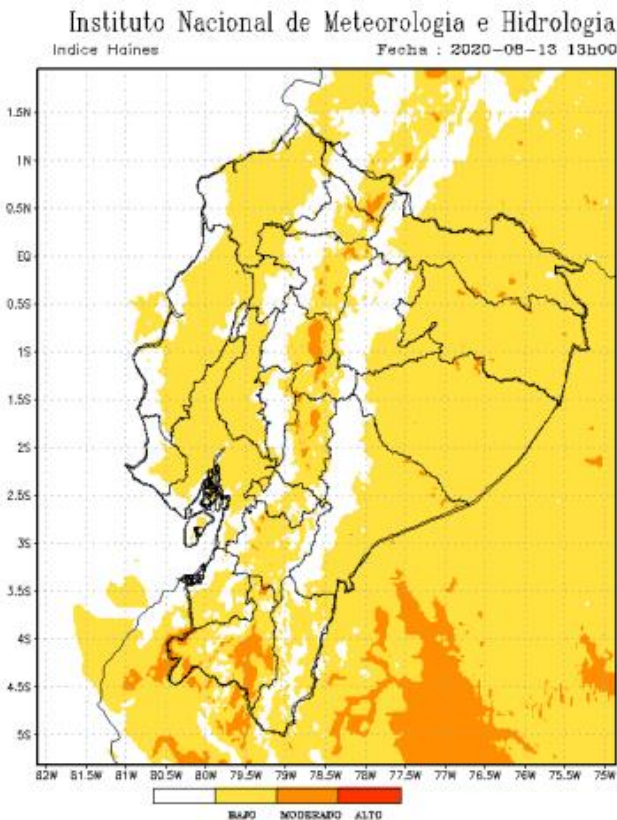 Instituto Nacional de Meteorologia e Hidrologia
Indice Haines
Fecha : 2020-08-13 13h00
1.5N
1N
0.5N
EQ
0.5S
1S
1.5S
2S
2.5S
3S
3.5S
4S
4.5S
5S
82W 81.5W 81W 80.5W 80W 79.5W 79W 78.5W 78W 77.5W 77W 76.5W 76W 75.5W 75W
BAJO MODERADO ALTO